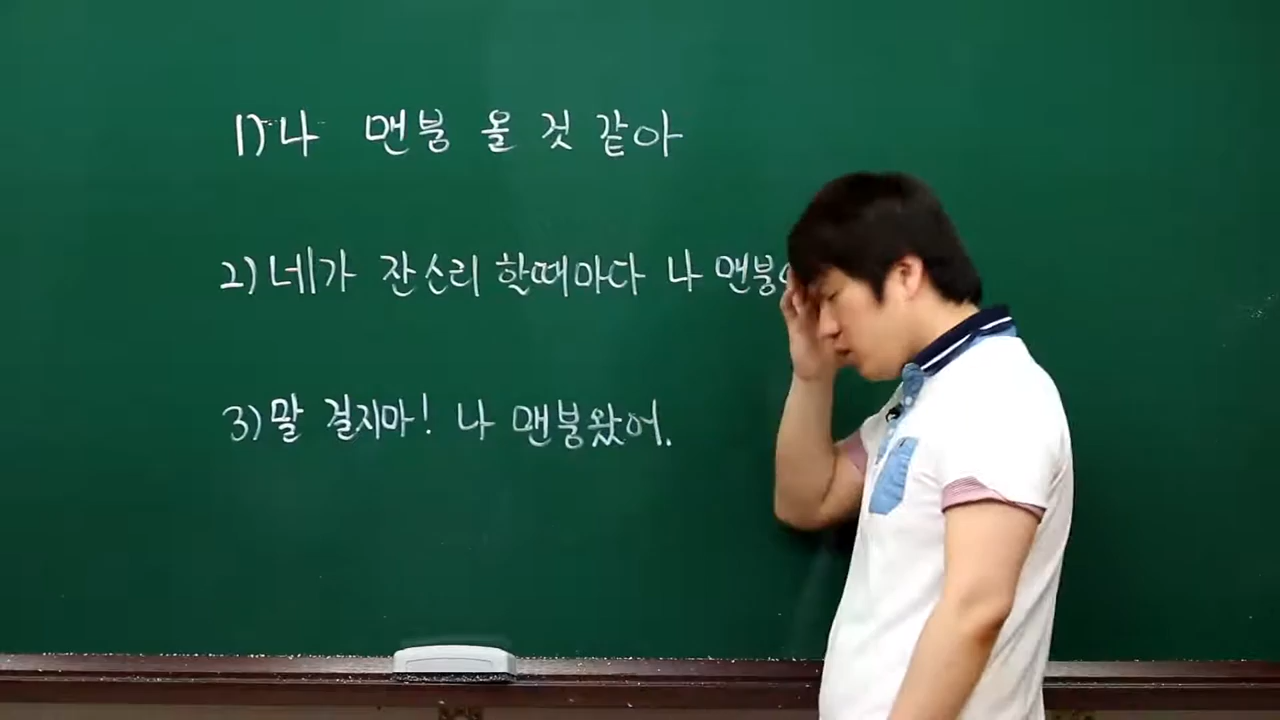 1) 나 맨붕 올 것 같아
2) 네가 잔소리 할때마다 나 맨붕
3) 말 걸지마! 나 맨붕왔어.